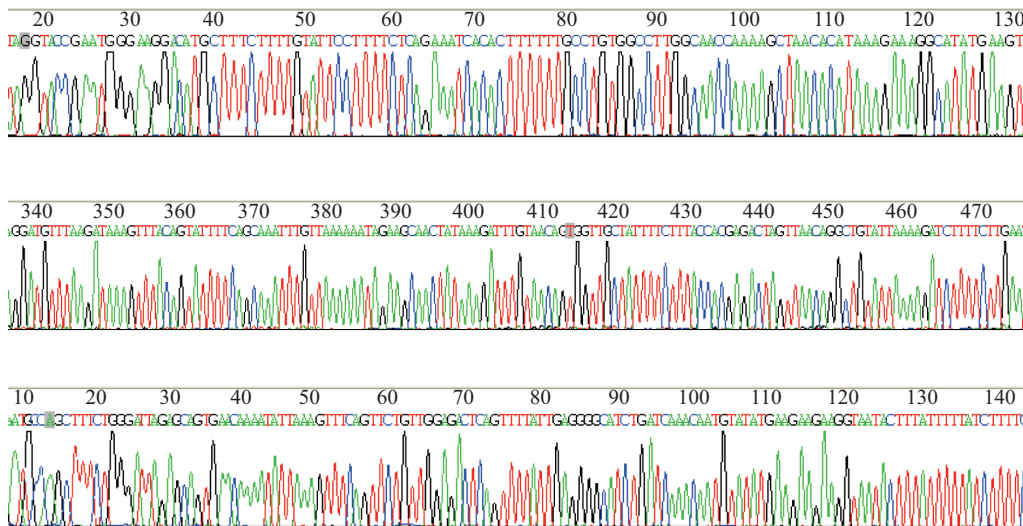 20 30 40 50 60 70 80 90 100 110 120 130
TAGGTACCGAATGGGAAGGACATGCTTTCTTTTGTATTCCTTTTCTCAGAAATCACACTTTTTTGCCTGTGGCCTTGGCAACCAAAAGCTAACACATAAAGAAAGGCATATGAAGT
340 350 360 370 380 390 400 410 420 430 440 450 460 470
AGGATGTTTAAGATAAAGTTTACAGTATTTTCAGCAAATTTGTTAAAAAATAGAAGCAACTATAAAGATTTGTAACAGTGGTTGCTATTTTCTTTACCACGAGACTAGTTAACAGGCTGTATTAAAAGATCTTTTCTTGAA
10 20 30 40 50 60 70 80 90 100 110 120 130 140
ATGCCAGCTTTCTGGGATTAGAGCAGTGAACAAAATATTAAAGTTTCAGTTCTGTTGGAGACTCAGTTTTATTGAGGGGCATCTGATCAAACAATGTATATGAAGAAGAAGGTAATACTTTATTTTTATCTTTTC